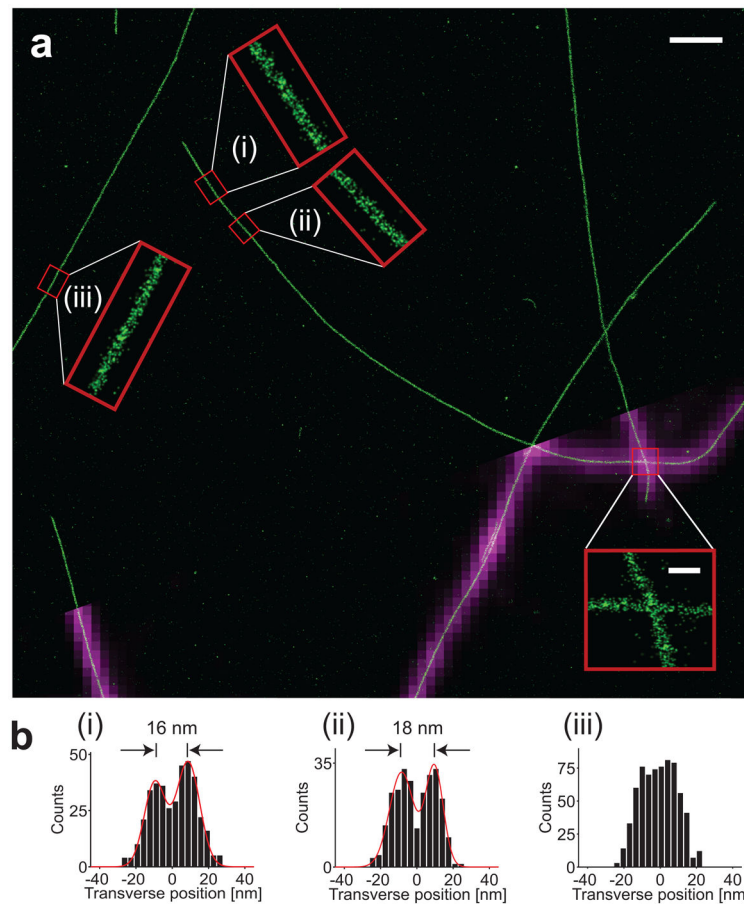 a
(i)
(ii)
(iii)
b
(i)
16 nm
50
25
0
Counts
-40 -20 0 20 40
Transverse position [nm]
(ii)
18 nm
35
0
Counts
-40 -20 0 20 40
Transverse position [nm]
(iii)
75
50
25
0
Counts
-40 -20 0 20 40
Transverse position [nm]